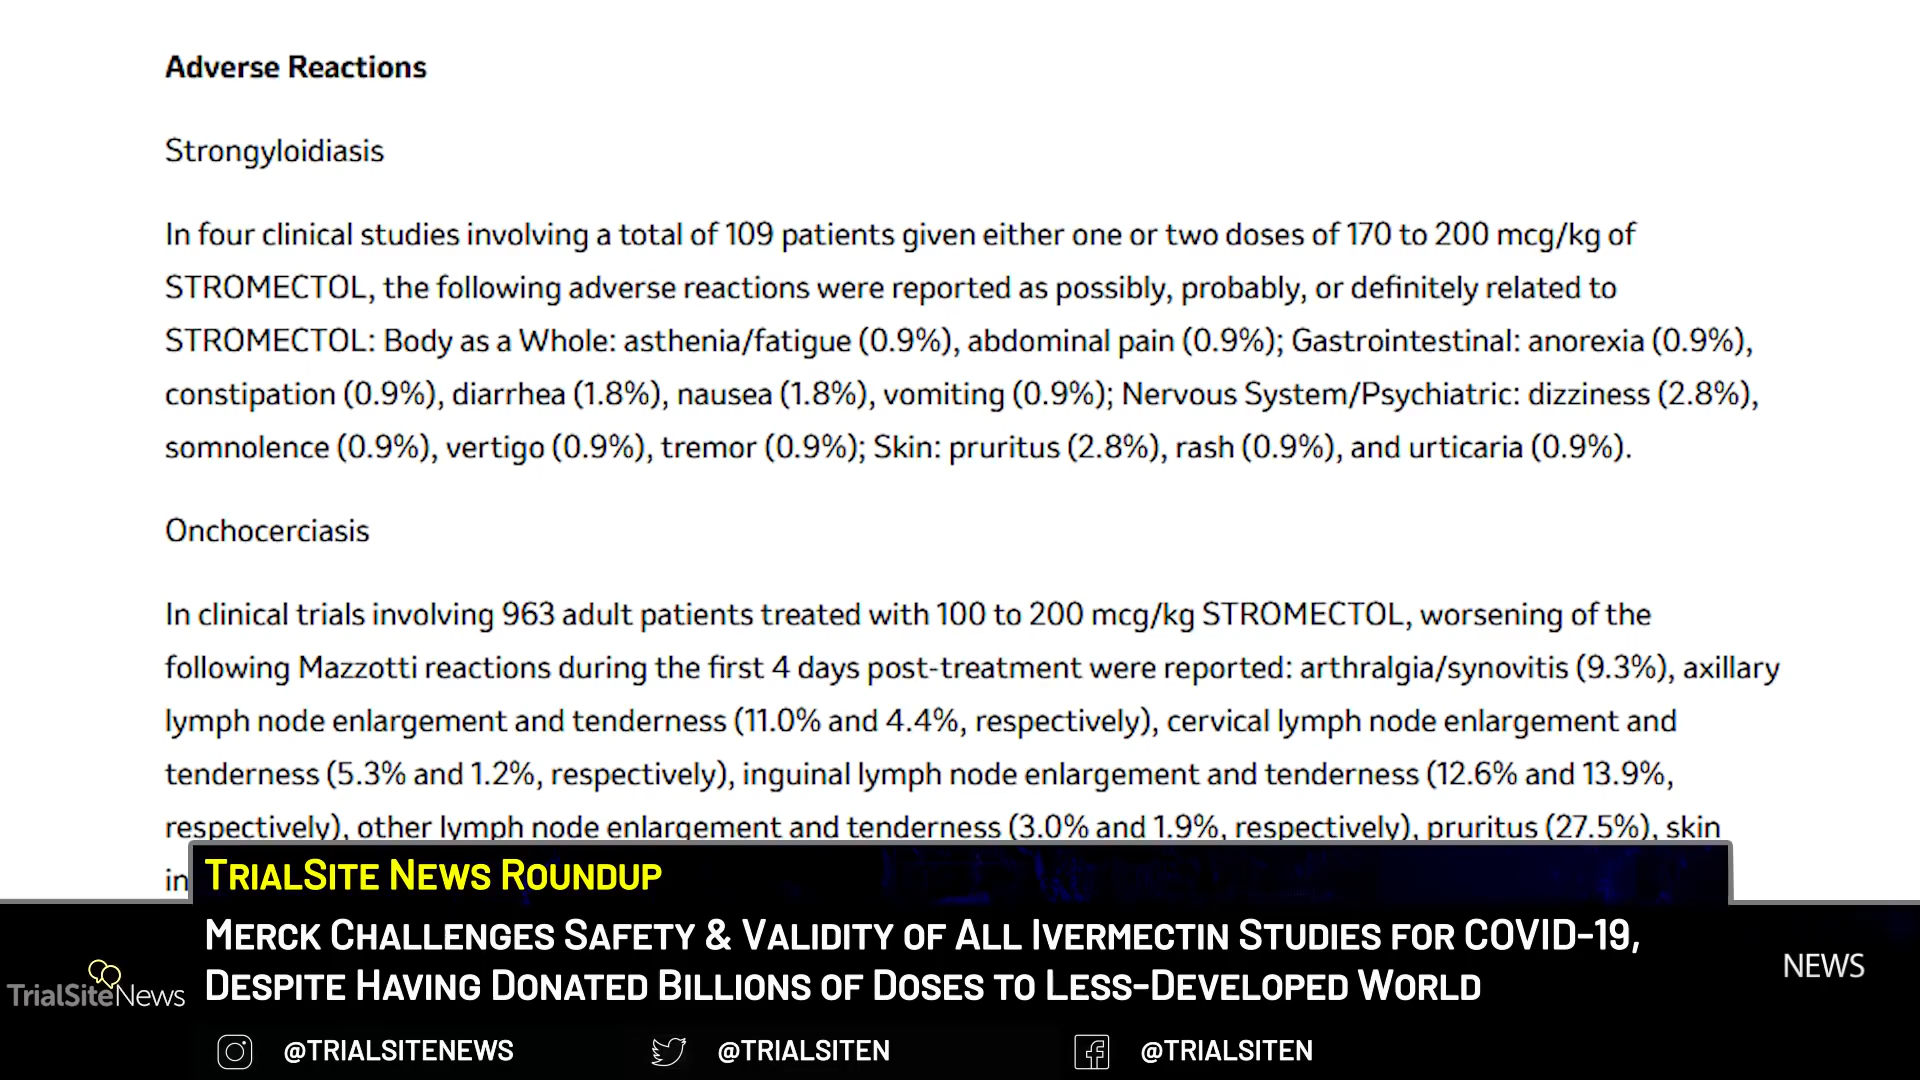 Adverse Reactions
Strongyloidiasis
In four clinical studies involving a total of 109 patients given either one or two doses of 170 to 200 mcg/kg of
STROMECTOL, the following adverse reactions were reported as possibly, probably, or definitely related to
STROMECTOL: Body as a Whole: asthenia/fatigue (0.9%), abdominal pain (0.9%); Gastrointestinal: anorexia (0.9%),
constipation (0.9%), diarrhea (1.8%), nausea (1.8%), vomiting (0.9%); Nervous System/Psychiatric: dizziness (2.8%),
somnolence (0.9%), vertigo (0.9%), tremor (0.9%); Skin: pruritus (2.8%), rash (0.9%), and urticaria (0.9%).
Onchocerciasis
In clinical trials involving 963 adult patients treated with 100 to 200 mcg/kg STROMECTOL, worsening of the
following Mazzotti reactions during the first 4 days post-treatment were reported: arthralgia/synovitis (9.3%), axillary
lymph node enlargement and tenderness (11.0% and 4.4%, respectively), cervical lymph node enlargement and
tenderness (5.3% and 1.2%, respectively), inguinal lymph node enlargement and tenderness (12.6% and 13.9%,
respectively), other lymph node enlargement and tenderness (3.0% and 1.9%, respectively), pruritus (27.5%), skin
TrialSite News Roundup
Merck Challenges Safety & Validity of All Ivermectin Studies for COVID-19,
Despite Having Donated Billions of Doses to Less-Developed World
TrialSiteNews
NEWS
@TRIALSITENEWS
@TRIALSITEN
@TRIALSITEN